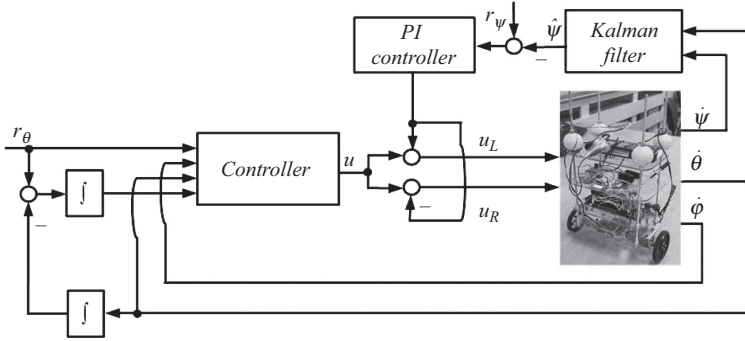 r_ψ
PI
controller
−
ψ̂
Kalman
filter
r_θ
Controller
u
u_L
u_R
ψ̇
θ̇
φ̇
−
∫
−
∫